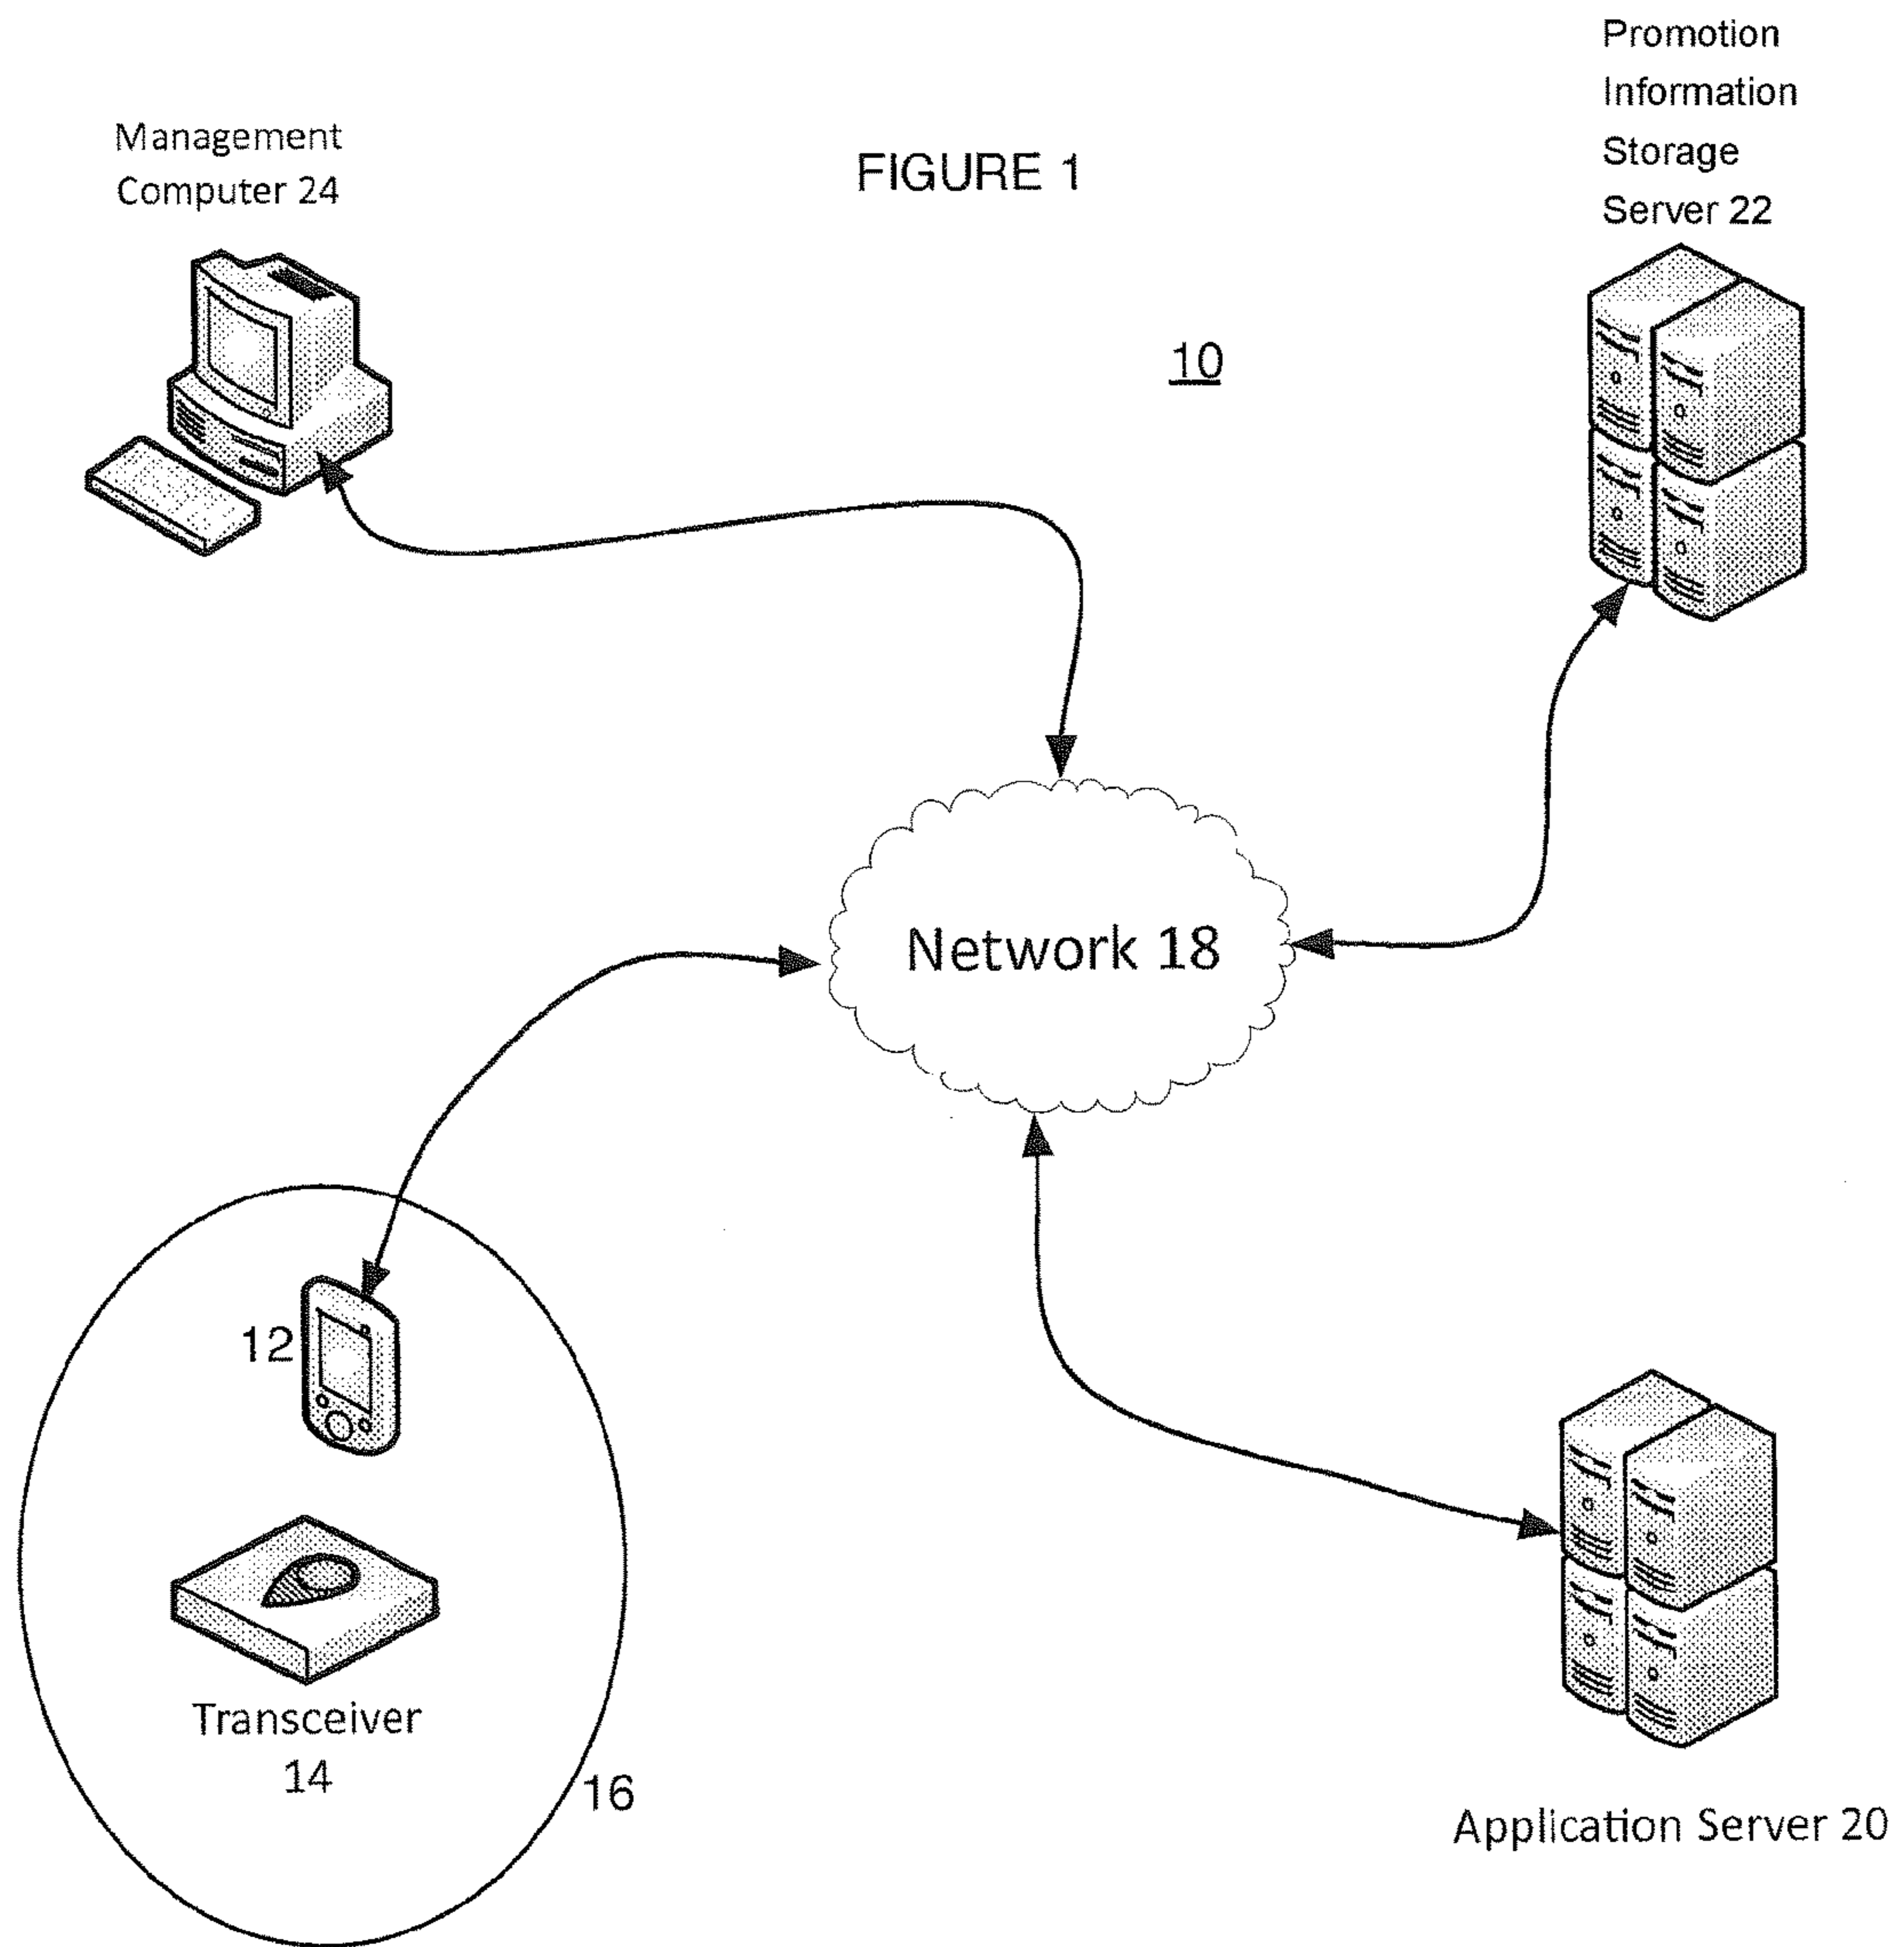 Promotion
Information
Storage
Server 22
Management
Computer 24
FIGURE 1
10
Network 18
12
Transceiver
14
16
Application Server 20